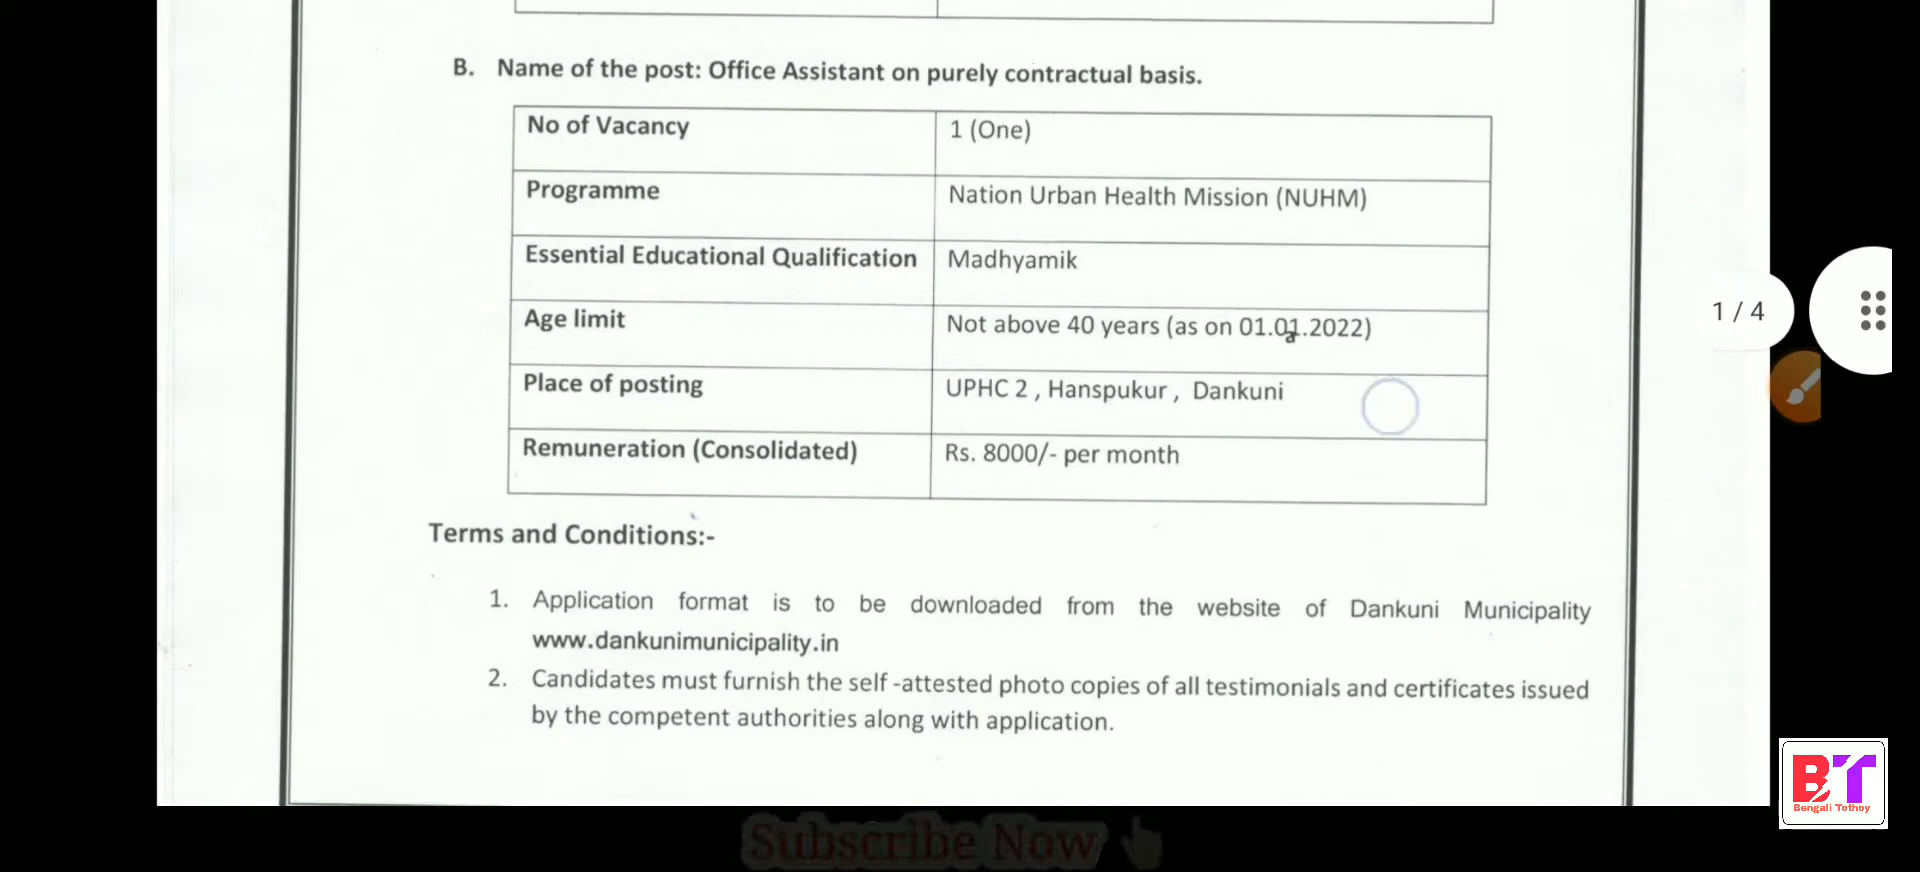 B. Name of the post: Office Assistant on purely contractual basis.
No of Vacancy 1 (One)
Programme Nation Urban Health Mission (NUHM)
Essential Educational Qualification Madhyamik
Age limit Not above 40 years (as on 01.01.2022)
Place of posting UPHC 2 , Hanspukur , Dankuni
Remuneration (Consolidated) Rs. 8000/- per month
Terms and Conditions:-
1. Application format is to be downloaded from the website of Dankuni Municipality
www.dankunimunicipality.in
2. Candidates must furnish the self -attested photo copies of all testimonials and certificates issued
by the competent authorities along with application.
1 / 4
BT
Bengali Tothoy
Subscribe Now